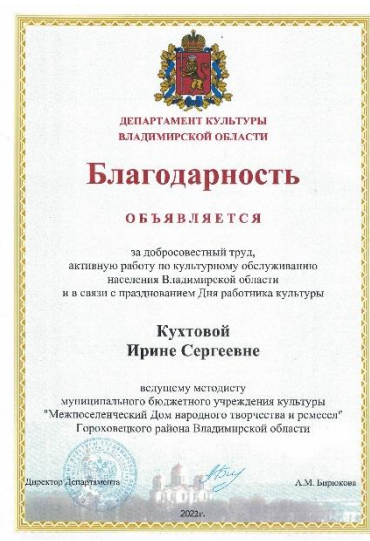 ДЕПАРТАМЕНТ КУЛЬТУРЫ
ВЛАДИМИРСКОЙ ОБЛАСТИ
Благодарность
ОБЪЯВЛЯЕТСЯ
за добросовестный труд,
активную работу по культурному обслуживанию
населения Владимирской области
и в связи с празднованием Дня работника культуры
Кухтовой
Ирине Сергеевне
ведущему методисту
муниципального бюджетного учреждения культуры
"Межпоселенческий Дом народного творчества и ремесел"
Гороховецкого района Владимирской области
Директор Департамента А.М. Бирюкова
2022г.